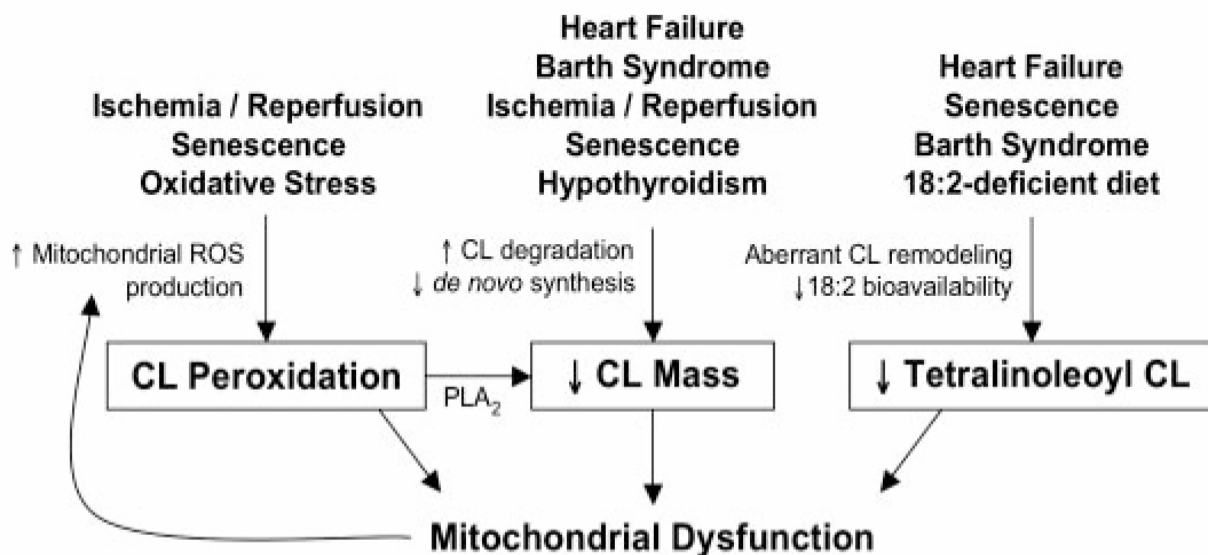 Ischemia / Reperfusion
Senescence
Oxidative Stress
↑ Mitochondrial ROS
production
CL Peroxidation
PLA₂
Heart Failure
Barth Syndrome
Ischemia / Reperfusion
Senescence
Hypothyroidism
↑ CL degradation
↓ de novo synthesis
↓ CL Mass
Heart Failure
Senescence
Barth Syndrome
18:2-deficient diet
Aberrant CL remodeling
↓18:2 bioavailability
↓ Tetralinoleoyl CL
Mitochondrial Dysfunction